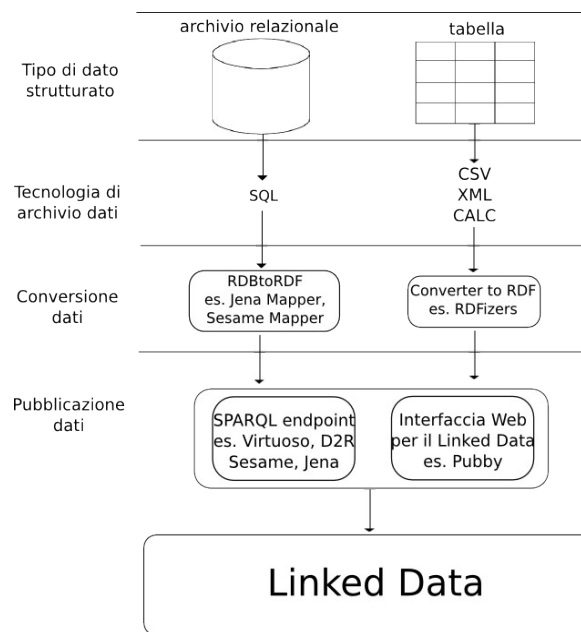 archivio relazionale
tabella
Tipo di dato
strutturato
Tecnologia di
archivio dati
SQL
CSV
XML
CALC
Conversione
dati
RDBtoRDF
es. Jena Mapper,
Sesame Mapper
Converter to RDF
es. RDFizers
Pubblicazione
dati
SPARQL endpoint
es. Virtuoso, D2R
Sesame, Jena
Interfaccia Web
per il Linked Data
es. Pubby
Linked Data